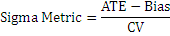 Sigma Metric = ATE − Bias / CV